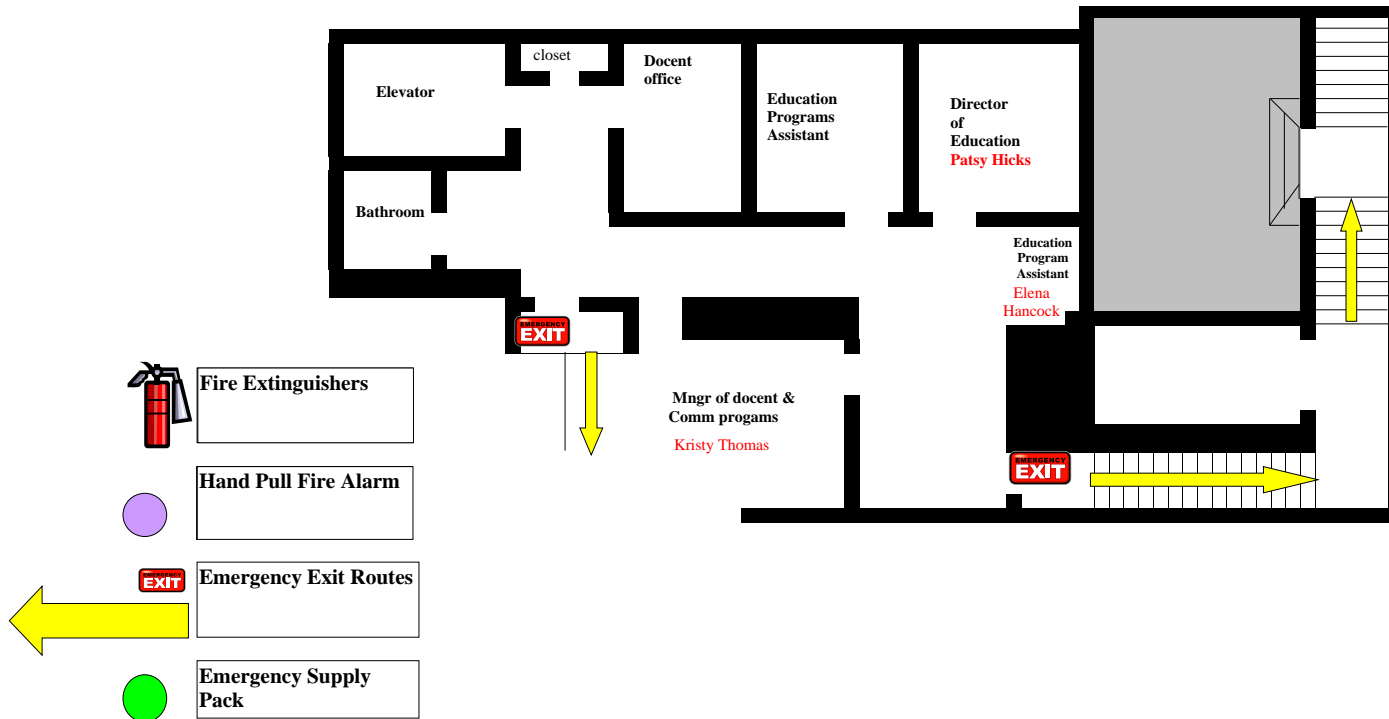 closet
Docent
office
Elevator
Education
Programs
Assistant
Director
of
Education
Patsy Hicks
Bathroom
Education
Program
Assistant
Elena
Hancock
EMERGENCY
EXIT
Mngr of docent &
Comm progams
Kristy Thomas
EMERGENCY
EXIT
Fire Extinguishers
Hand Pull Fire Alarm
EMERGENCY
EXIT
Emergency Exit Routes
Emergency Supply
Pack